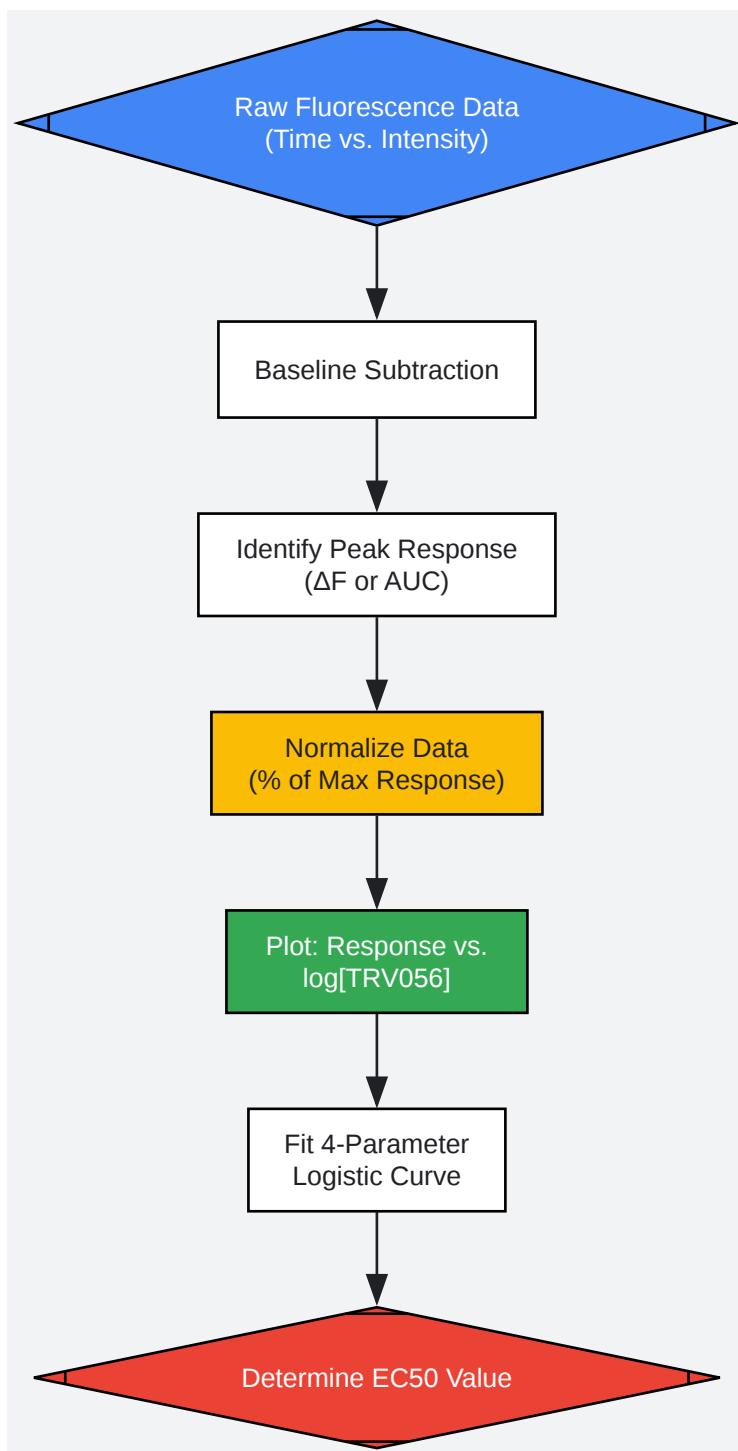 Raw Fluorescence Data
(Time vs. Intensity)
Baseline Subtraction
Identify Peak Response
(ΔF or AUC)
Normalize Data
(% of Max Response)
Plot: Response vs.
log[TRV056]
Fit 4-Parameter
Logistic Curve
Determine EC50 Value